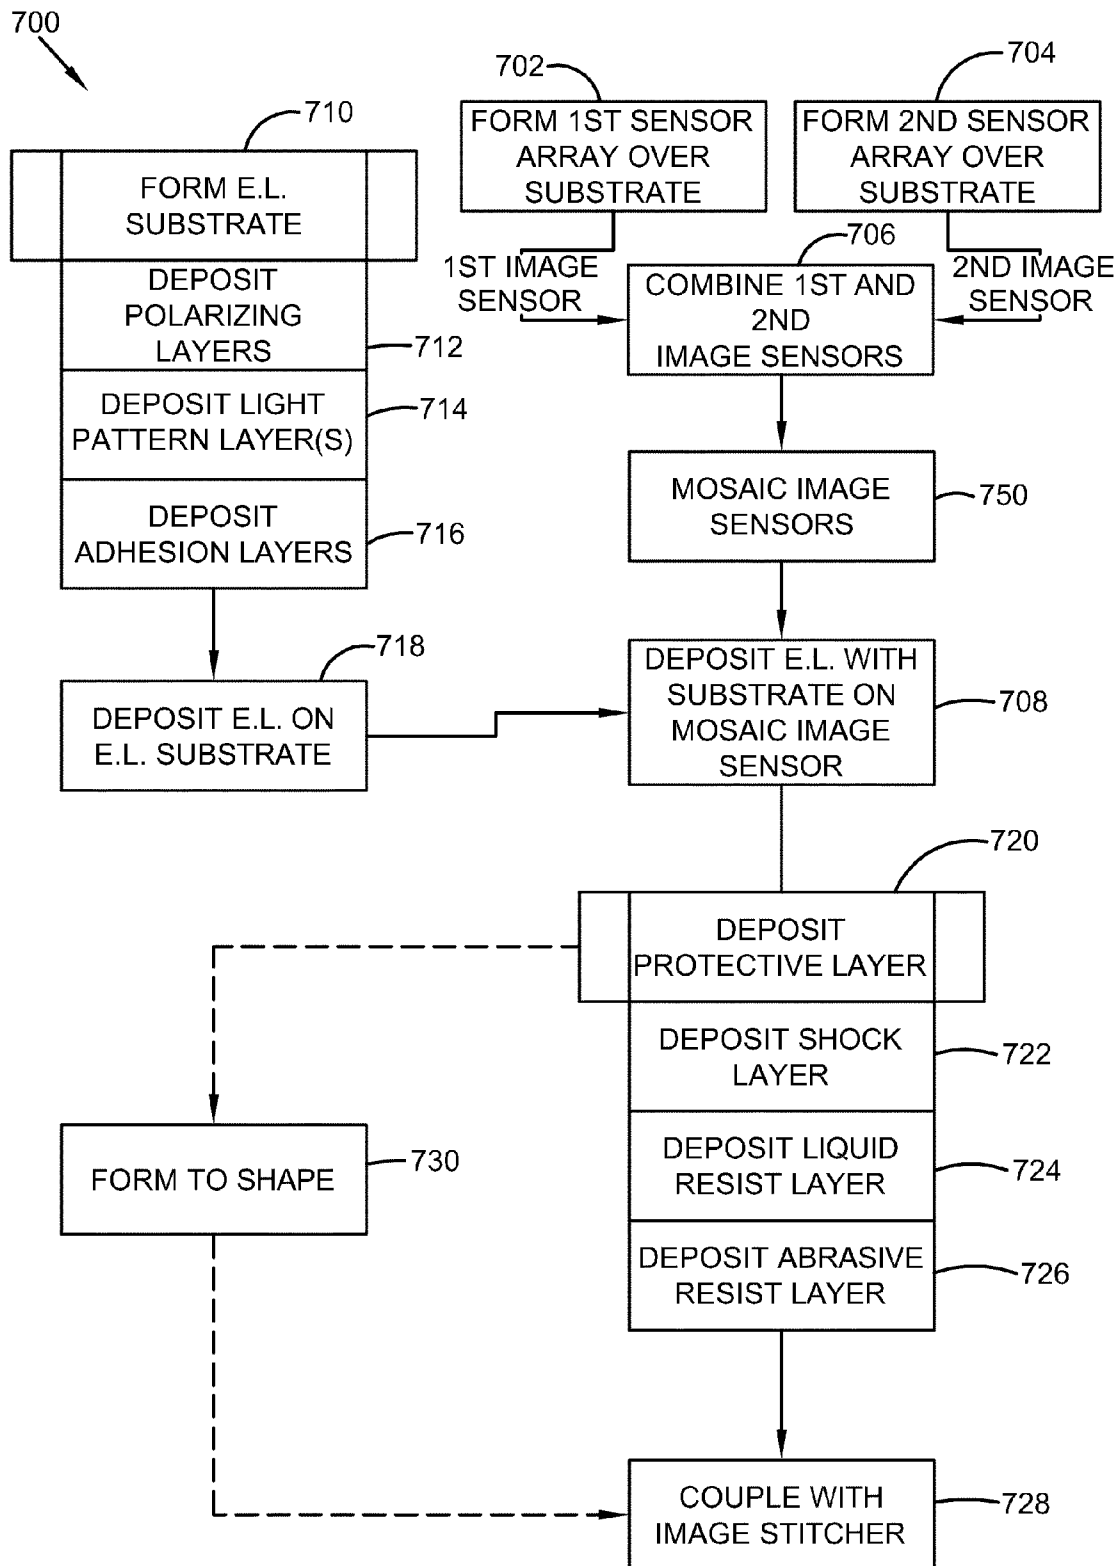 700
702
704
FORM 1ST SENSOR
ARRAY OVER
SUBSTRATE
FORM 2ND SENSOR
ARRAY OVER
SUBSTRATE
710
FORM E.L.
SUBSTRATE
706
1ST IMAGE
SENSOR
COMBINE 1ST AND
2ND
IMAGE SENSORS
2ND IMAGE
SENSOR
DEPOSIT
POLARIZING
LAYERS
712
DEPOSIT LIGHT
PATTERN LAYER(S)
714
MOSAIC IMAGE
SENSORS
750
DEPOSIT
ADHESION LAYERS
716
718
DEPOSIT E.L. ON
E.L. SUBSTRATE
DEPOSIT E.L. WITH
SUBSTRATE ON
MOSAIC IMAGE
SENSOR
708
720
DEPOSIT
PROTECTIVE LAYER
DEPOSIT SHOCK
LAYER
722
FORM TO SHAPE
730
DEPOSIT LIQUID
RESIST LAYER
724
DEPOSIT ABRASIVE
RESIST LAYER
726
COUPLE WITH
IMAGE STITCHER
728